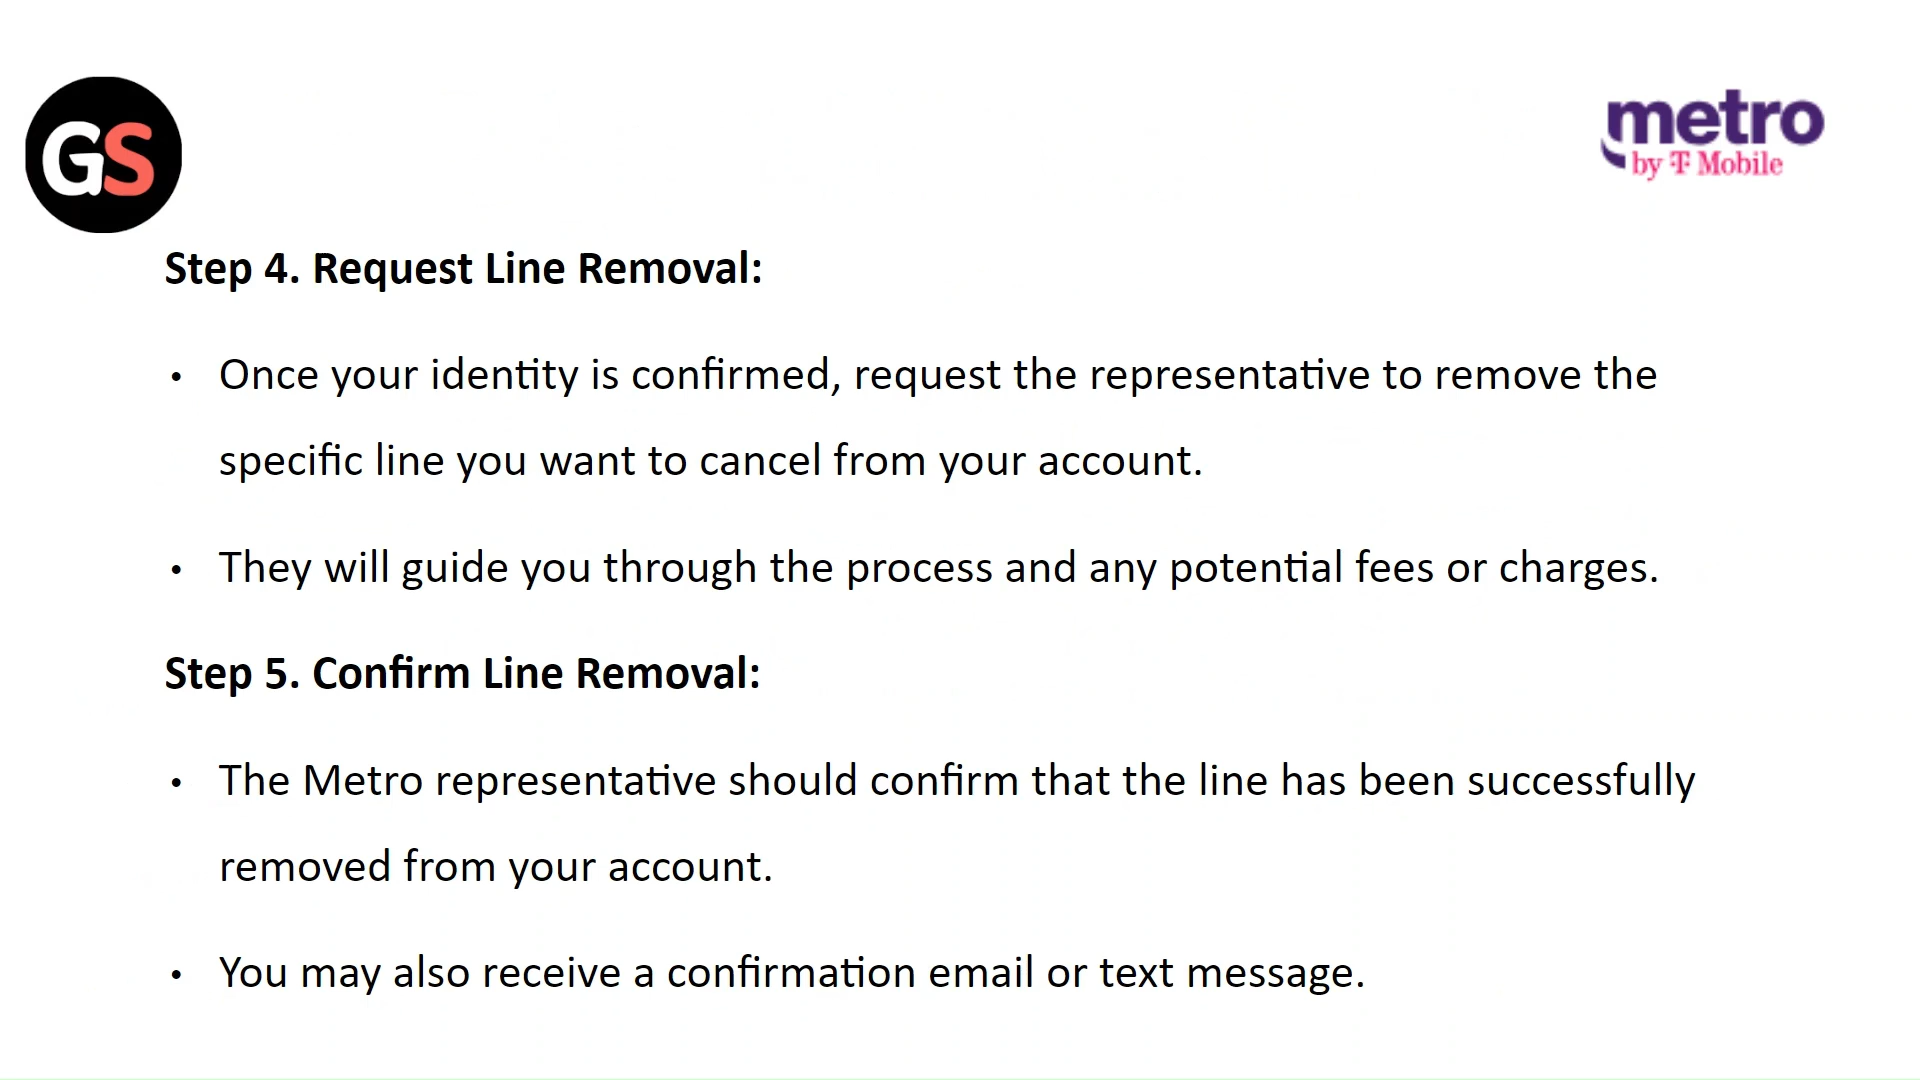 GS
metro
by T Mobile
Step 4. Request Line Removal:
• Once your identity is confirmed, request the representative to remove the
specific line you want to cancel from your account.
• They will guide you through the process and any potential fees or charges.
Step 5. Confirm Line Removal:
• The Metro representative should confirm that the line has been successfully
removed from your account.
• You may also receive a confirmation email or text message.